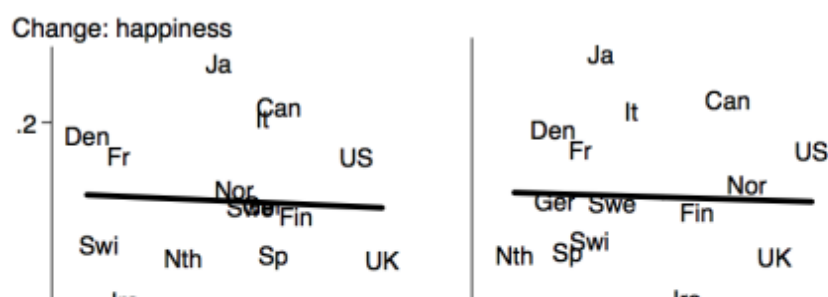 Change: happiness
Ja Ja
Can
It
It Can
.2
Den
Fr
US
Den
Fr
US
Nor
Swe
Fin
Nor
Ger Swe
Fin
Swi
Nth
Sp
UK
Nth
Sp
Swi
UK